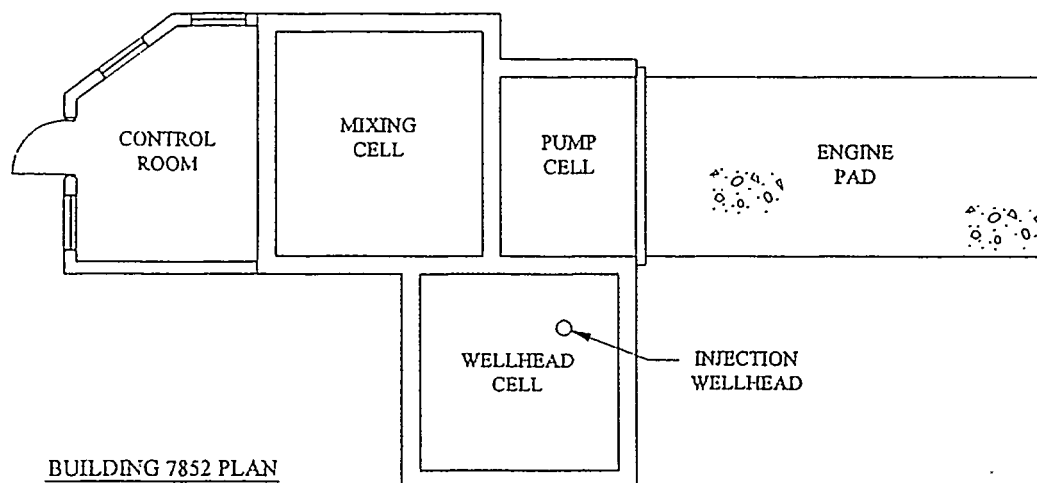 CONTROL
ROOM
MIXING
CELL
PUMP
CELL
ENGINE
PAD
WELLHEAD
CELL
INJECTION
WELLHEAD
BUILDING 7852 PLAN